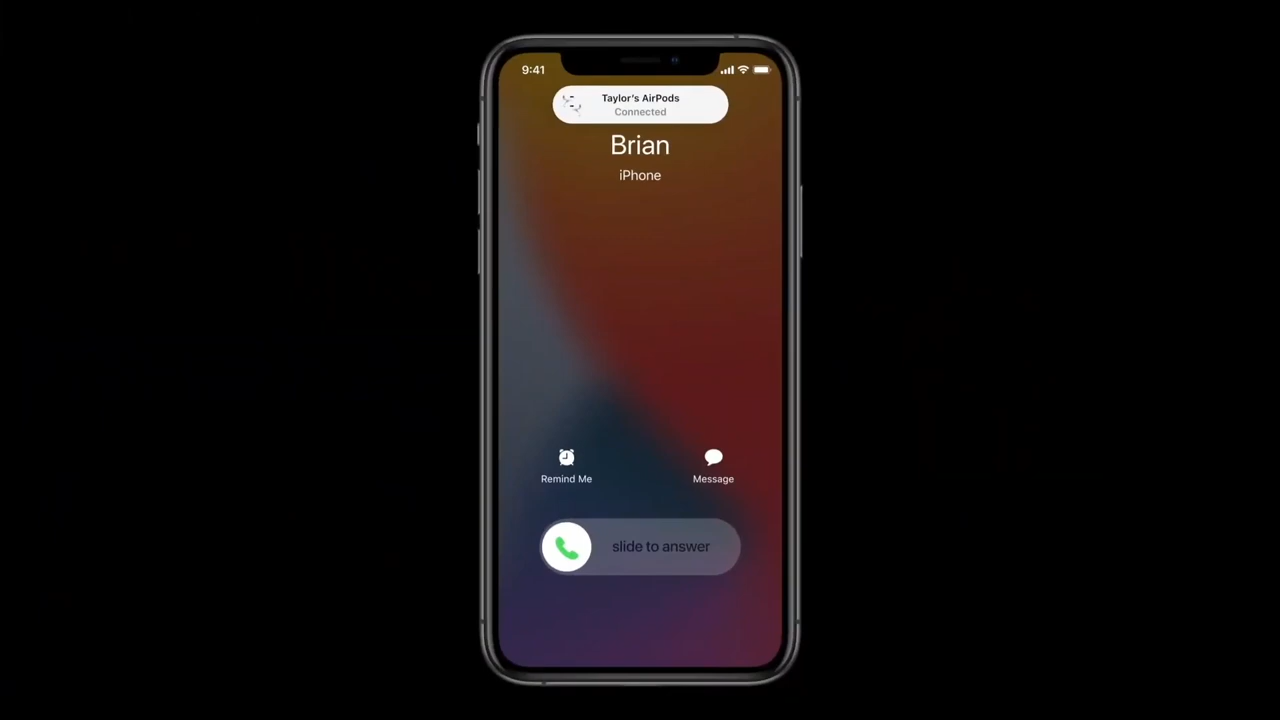 9:41
Taylor's AirPods
Connected
Brian
iPhone
Remind Me
Message
slide to answer